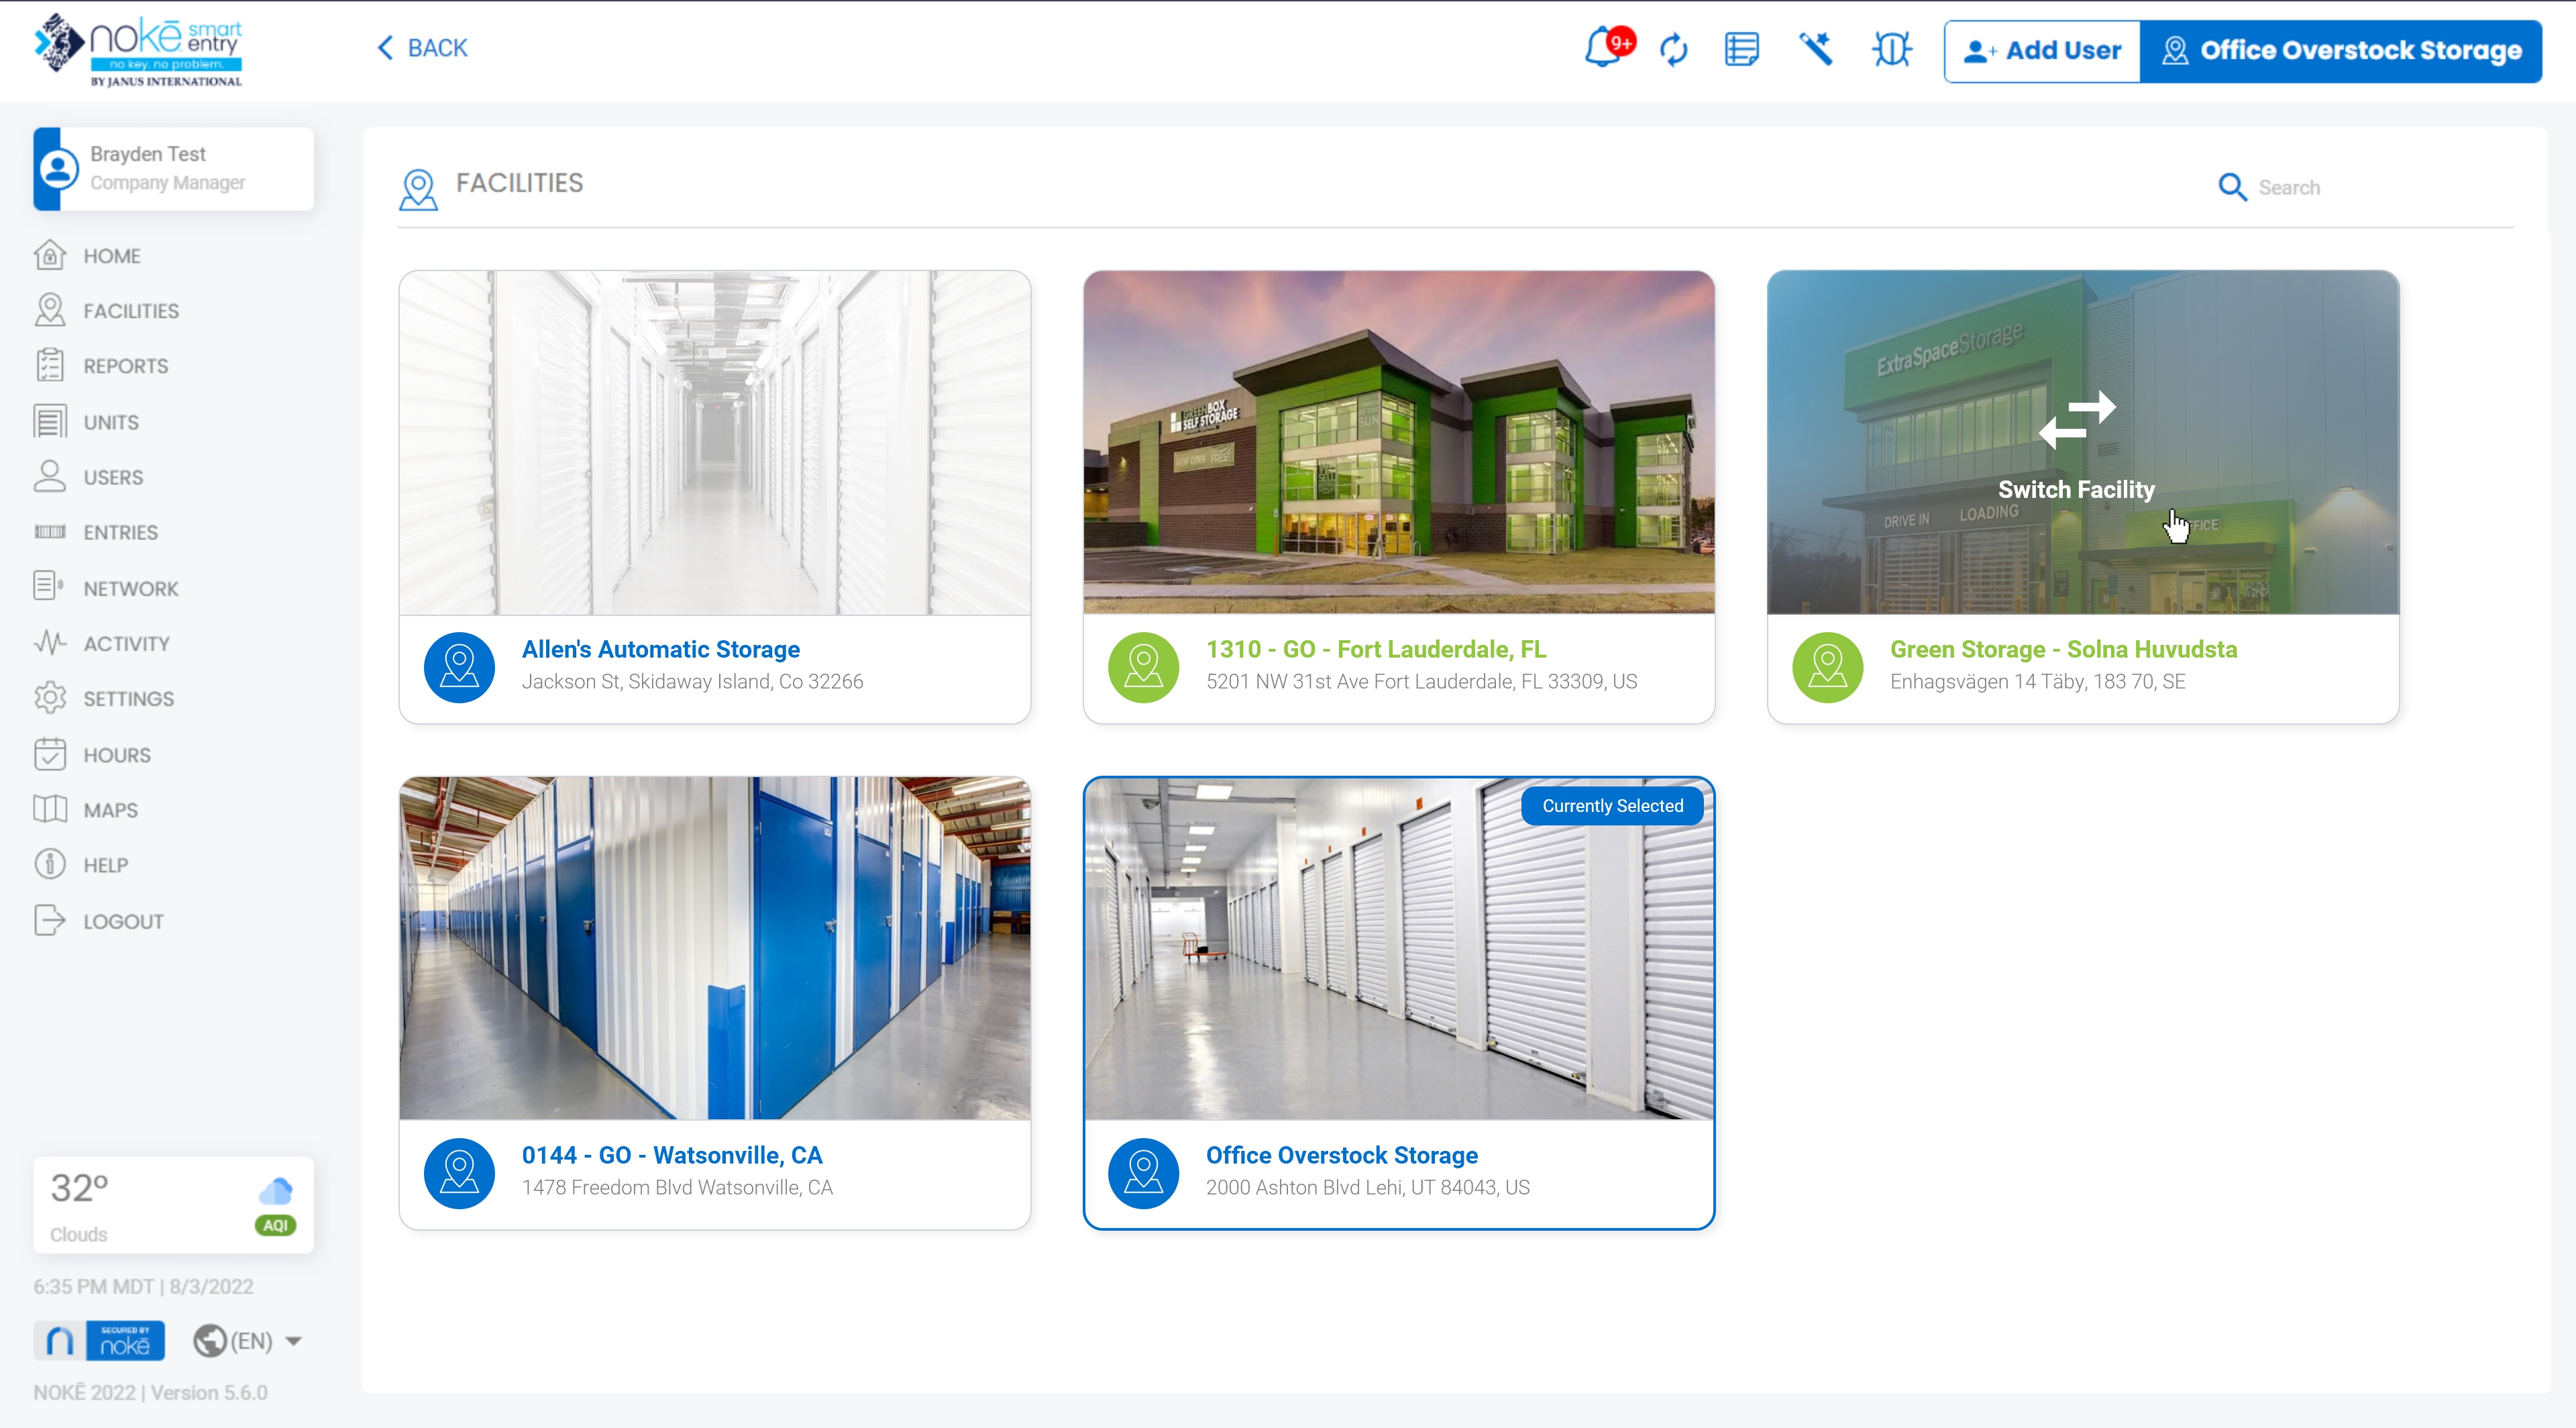 nokē smart entry
no key. no problem.
BY JANUS INTERNATIONAL
BACK
9+
Add User
Office Overstock Storage
Brayden Test
Company Manager
HOME
FACILITIES
REPORTS
UNITS
USERS
ENTRIES
NETWORK
ACTIVITY
SETTINGS
HOURS
MAPS
HELP
LOGOUT
32°
Clouds
AQI
6:35 PM MDT | 8/3/2022
SECURED BY
nokē
(EN)
NOKĒ 2022 | Version 5.6.0
FACILITIES
Search
Allen's Automatic Storage
Jackson St, Skidaway Island, Co 32266
GREENBOX
SELF STORAGE
1310 - GO - Fort Lauderdale, FL
5201 NW 31st Ave Fort Lauderdale, FL 33309, US
ExtraSpaceStorage
Switch Facility
DRIVE IN LOADING
Green Storage - Solna Huvudsta
Enhagsvägen 14 Täby, 183 70, SE
0144 - GO - Watsonville, CA
1478 Freedom Blvd Watsonville, CA
Currently Selected
Office Overstock Storage
2000 Ashton Blvd Lehi, UT 84043, US